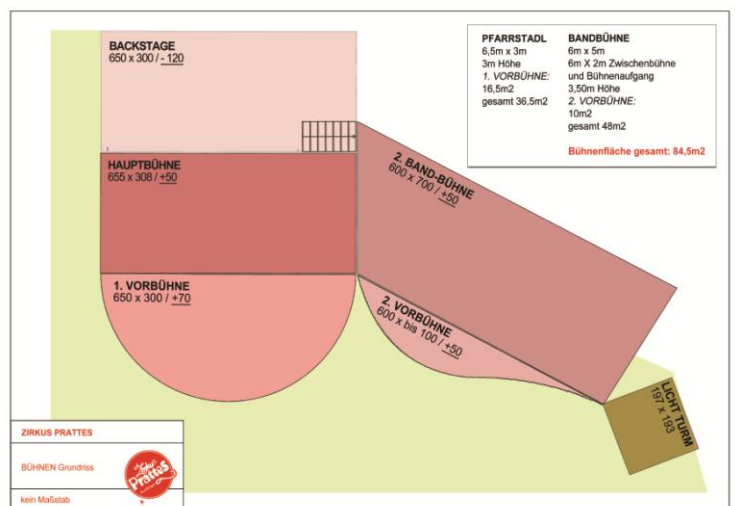 BACKSTAGE
650 x 300 / - 120
HAUPTBÜHNE
655 x 308 / +50
1. VORBÜHNE
650 x 300 / +70
2. BAND-BÜHNE
600 x 700 / +50
2. VORBÜHNE
600 x bis 100 / +50
LICHT TURM
197 x 193
PFARRSTADL
6,5m x 3m
3m Höhe
1. VORBÜHNE:
16,5m2
gesamt 36,5m2
BANDBÜHNE
6m x 5m
6m X 2m Zwischenbühne
und Bühnenaufgang
3,50m Höhe
2. VORBÜHNE:
10m2
gesamt 48m2
Bühnenfläche gesamt: 84,5m2
ZIRKUS PRATTES
BÜHNEN Grundriss
Prattes
kein Maßstab